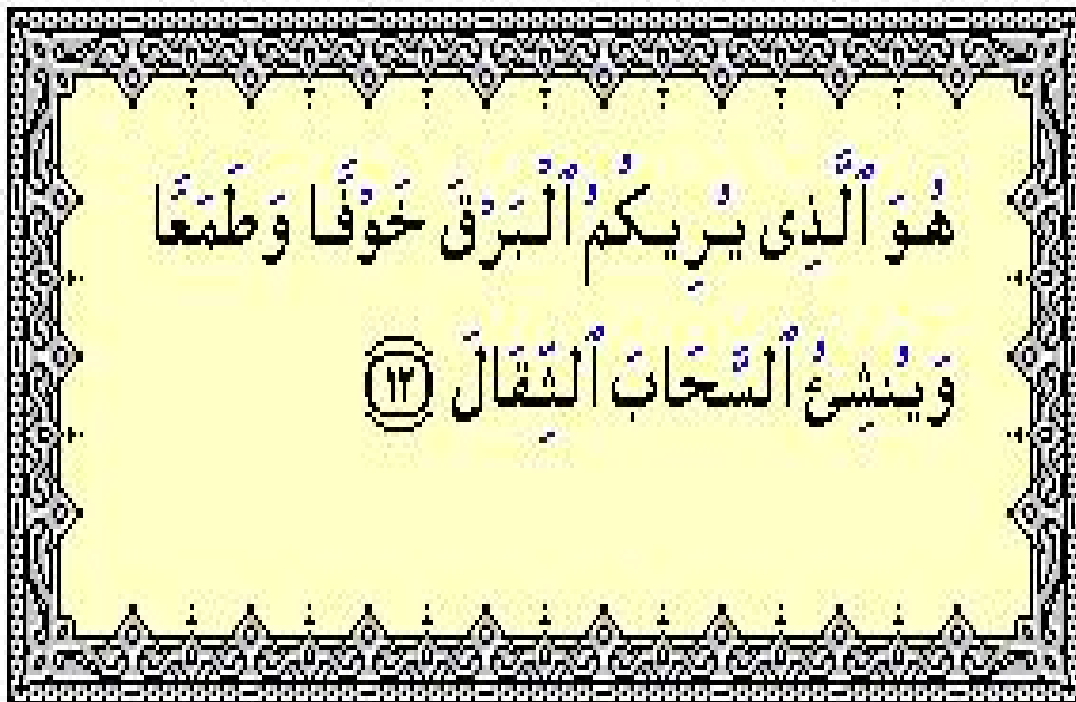 هُوَ ٱلَّذِى يُرِيكُمُ ٱلْبَرْقَ خَوْفًا وَطَمَعًا
وَيُنشِئُ ٱلسَّحَابَ ٱلثِّقَالَ ١٢